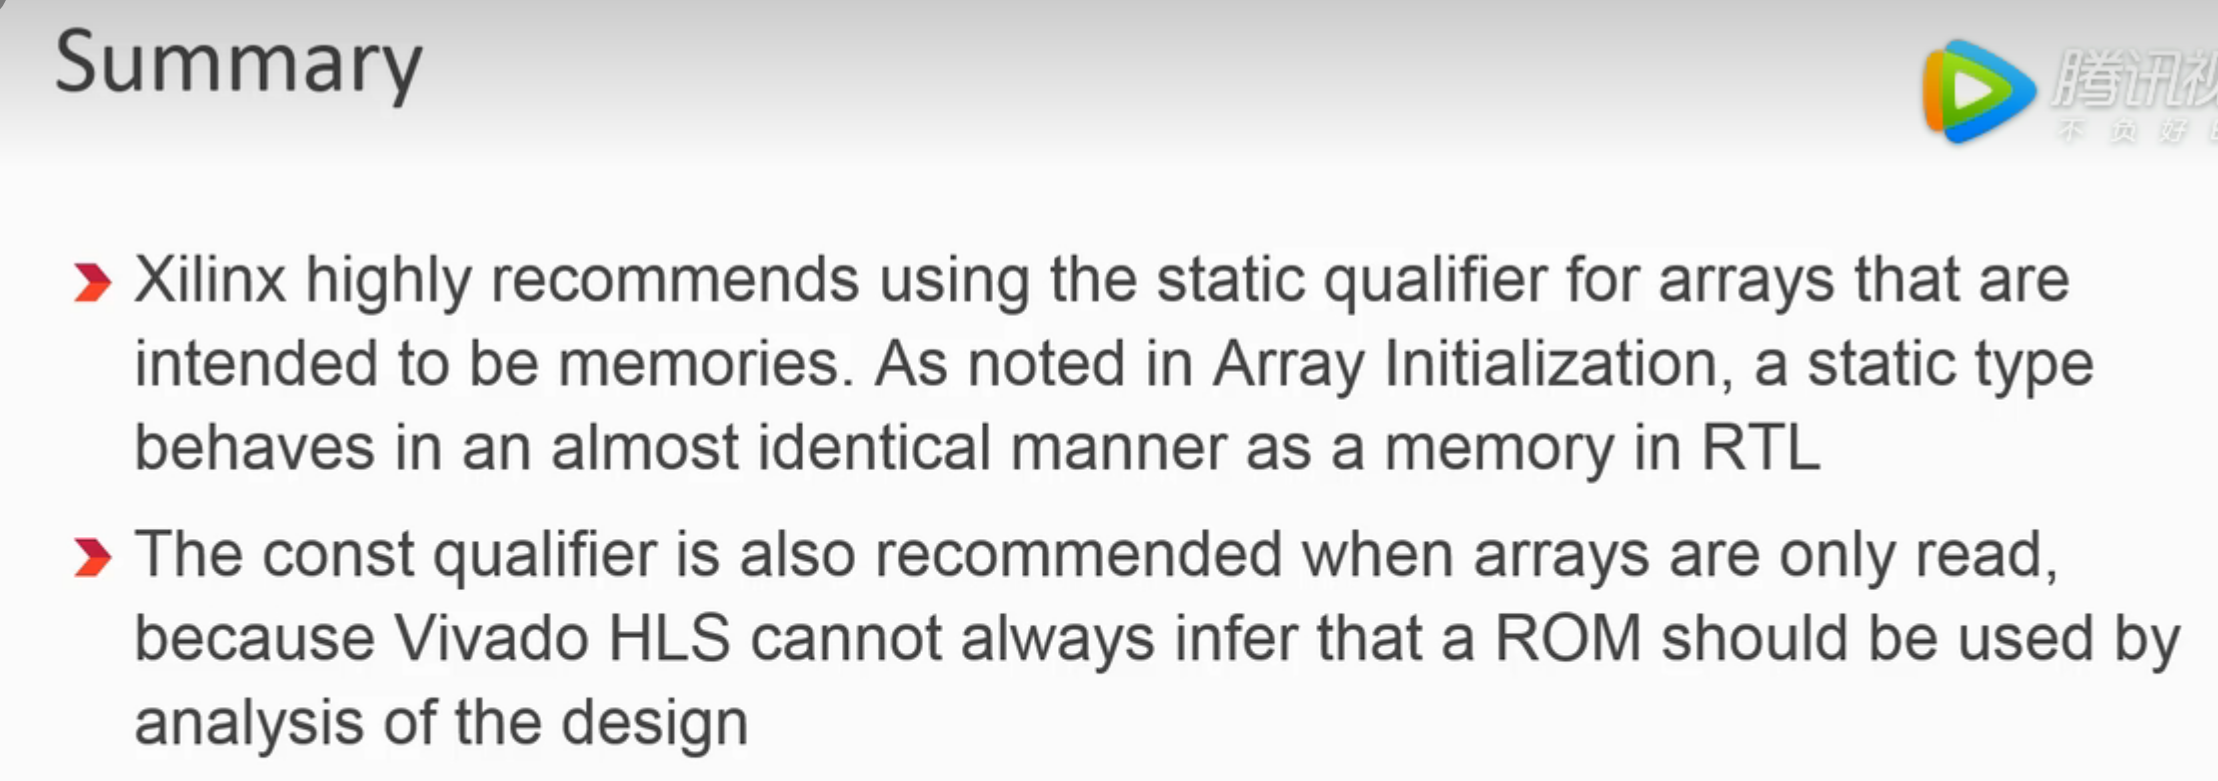 Summary
腾讯视
不负好
Xilinx highly recommends using the static qualifier for arrays that are
intended to be memories. As noted in Array Initialization, a static type
behaves in an almost identical manner as a memory in RTL
The const qualifier is also recommended when arrays are only read,
because Vivado HLS cannot always infer that a ROM should be used by
analysis of the design